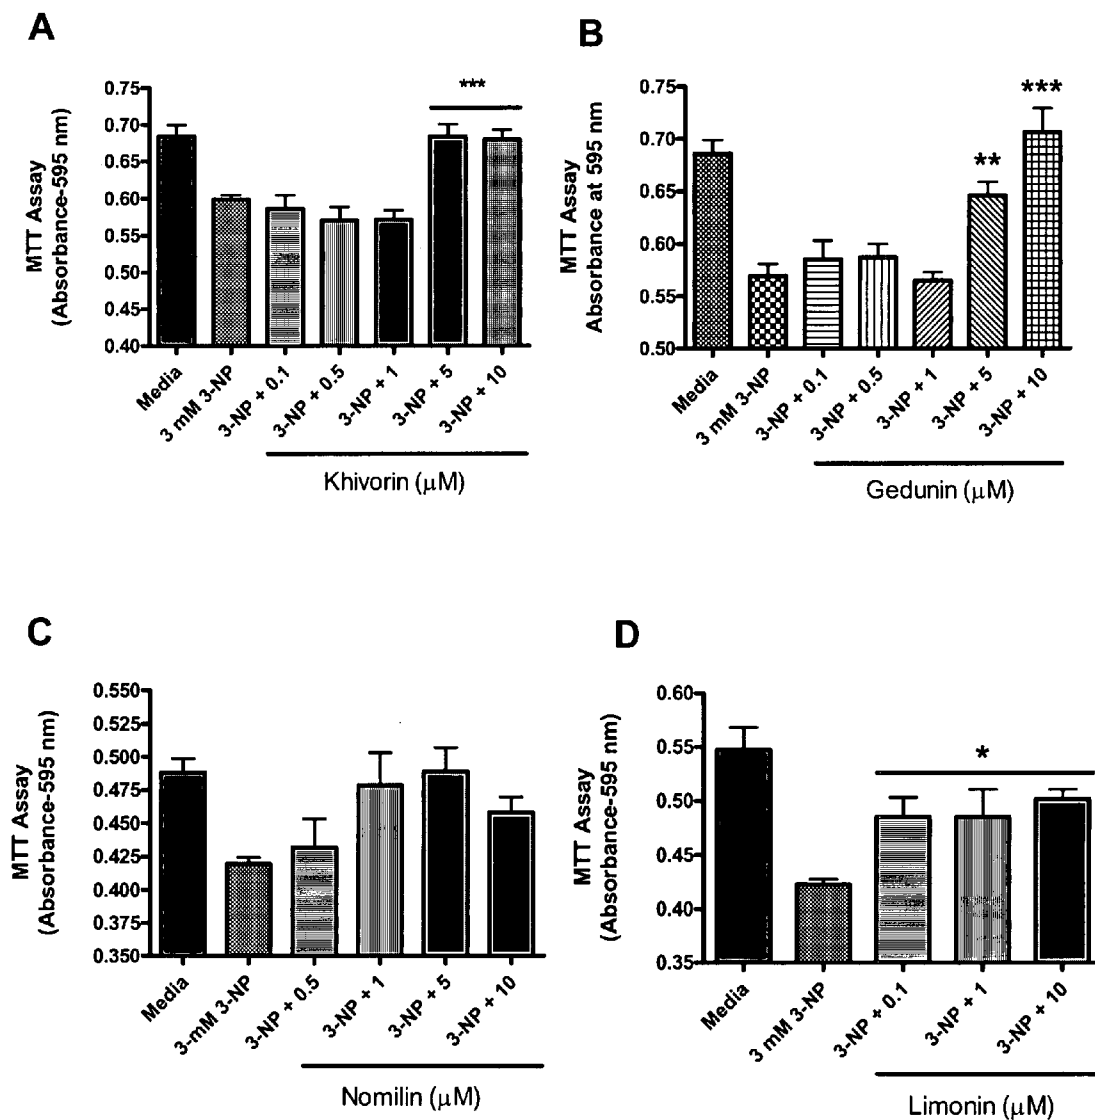 A
MTT Assay
(Absorbance-595 nm)
0.75
0.70
0.65
0.60
0.55
0.50
0.45
0.40
***
Media
3 mM 3-NP
3-NP + 0.1
3-NP + 0.5
3-NP + 1
3-NP + 5
3-NP + 10
Khivorin (μM)
B
MTT Assay
Absorbance at 595 nm
0.75
0.70
0.65
0.60
0.55
0.50
**
***
Media
3 mM 3-NP
3-NP + 0.1
3-NP + 0.5
3-NP + 1
3-NP + 5
3-NP + 10
Gedunin (μM)
C
MTT Assay
(Absorbance-595 nm)
0.550
0.525
0.500
0.475
0.450
0.425
0.400
0.375
0.350
Media
3-mM 3-NP
3-NP + 0.5
3-NP + 1
3-NP + 5
3-NP + 10
Nomilin (μM)
D
MTT Assay
(Absorbance-595 nm)
0.60
0.55
0.50
0.45
0.40
0.35
*
Media
3 mM 3-NP
3-NP + 0.1
3-NP + 1
3-NP + 10
Limonin (μM)